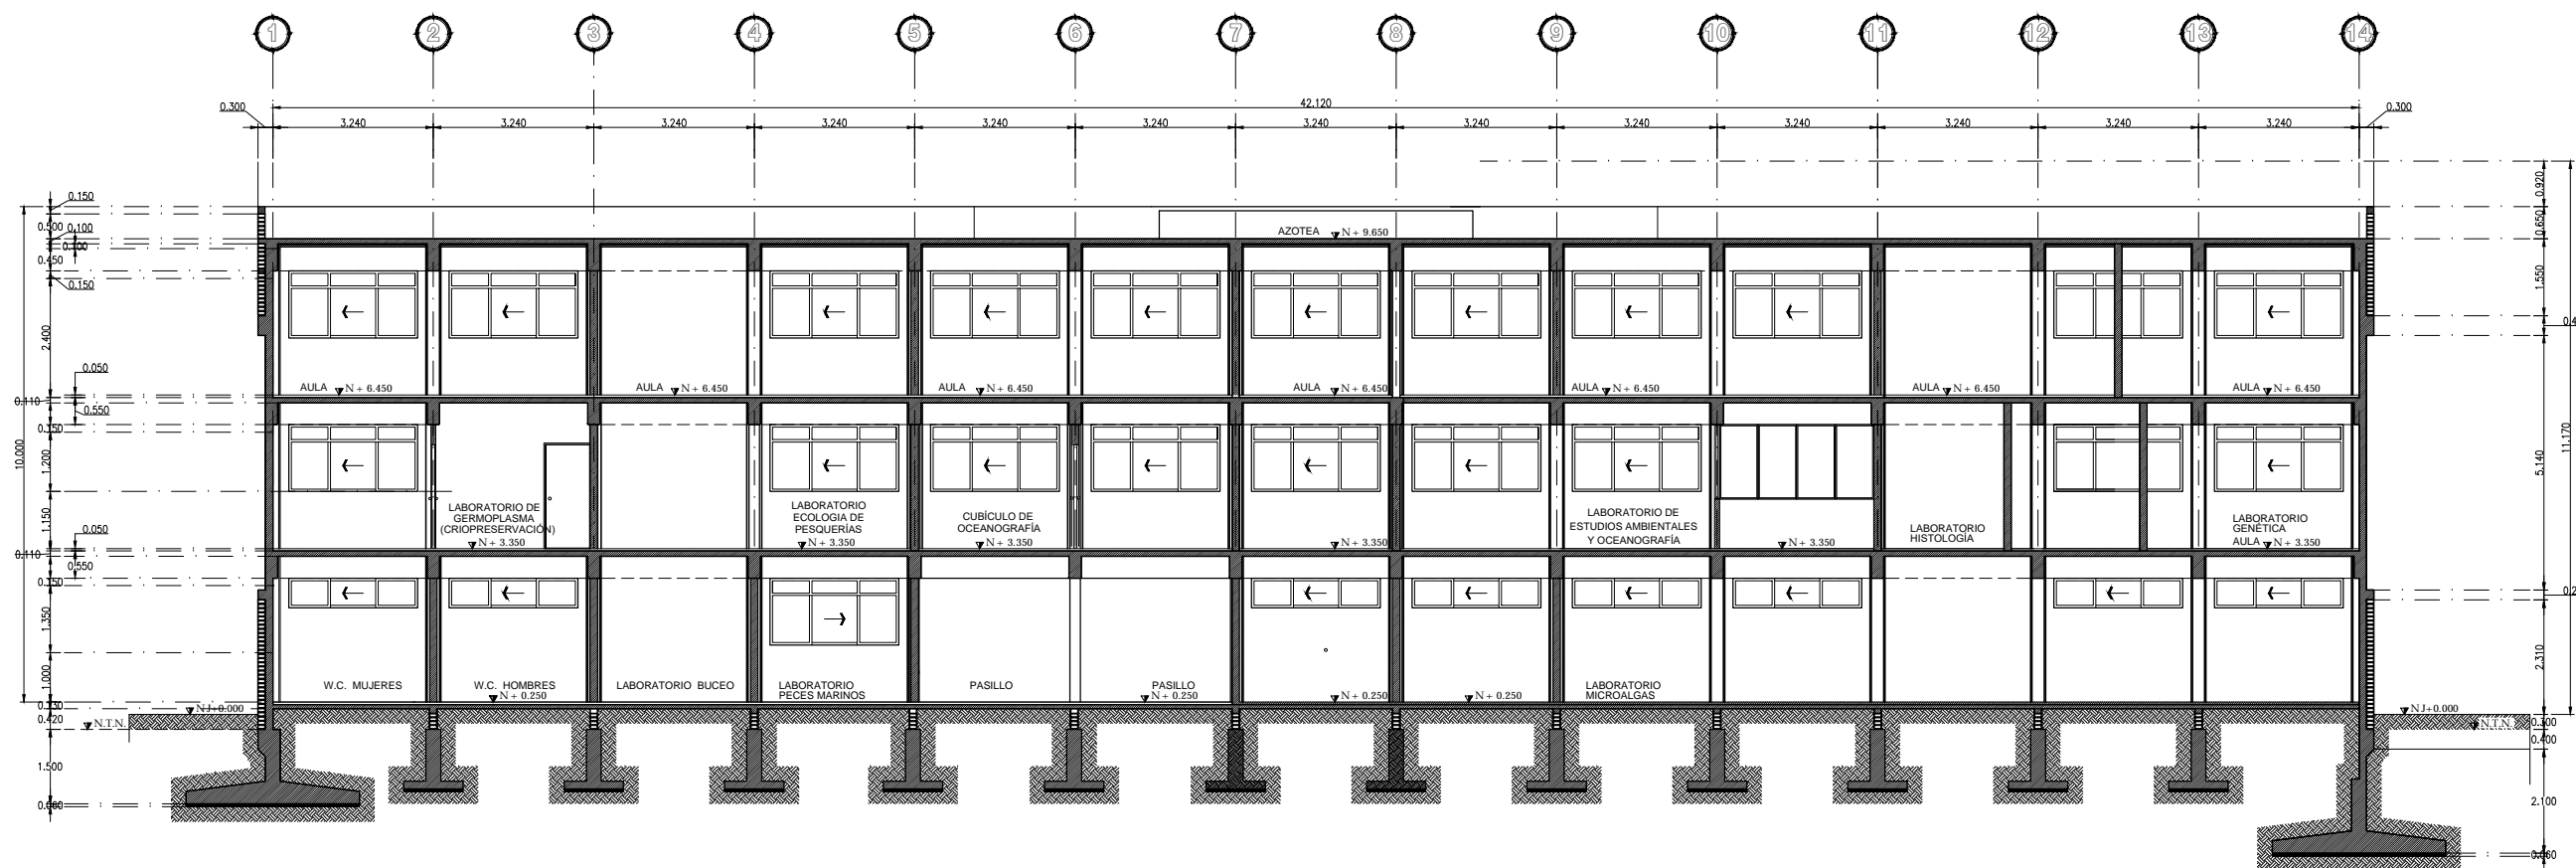 1 2 3 4 5 6 7 8 9 10 11 12 13 14
42.120
0.300
0.300
3.240 3.240 3.240 3.240 3.240 3.240 3.240 3.240 3.240 3.240 3.240 3.240 3.240
0.150
0.500
0.100
0.100
0.450
0.150
2.400
0.050
0.110
0.550
0.150
1.200
10.000
1.150
0.050
0.110
0.550
0.150
1.350
1.000
0.420
1.500
0.060
AZOTEA N + 9.650
AULA N + 6.450
AULA N + 6.450
AULA N + 6.450
AULA N + 6.450
AULA N + 6.450
AULA N + 6.450
AULA N + 6.450
LABORATORIO DE
GERMOPLASMA
(CRIOPRESERVACIÓN)
N + 3.350
LABORATORIO
ECOLOGIA DE
PESQUERÍAS
N + 3.350
CUBÍCULO DE
OCEANOGRAFÍA
N + 3.350
N + 3.350
LABORATORIO DE
ESTUDIOS AMBIENTALES
Y OCEANOGRAFÍA
N + 3.350
LABORATORIO
HISTOLOGÍA
LABORATORIO
GENÉTICA
AULA N + 3.350
W.C. MUJERES
W.C. HOMBRES
N + 0.250
LABORATORIO BUCEO
LABORATORIO
PECES MARINOS
PASILLO
PASILLO
N + 0.250
N + 0.250
N + 0.250
LABORATORIO
MICROALGAS
NJ+0.000
N.T.N.
NJ+0.000
N.T.N.
0.920
0.650
1.550
5.140
11.170
2.310
0.300
0.400
2.100
0.060